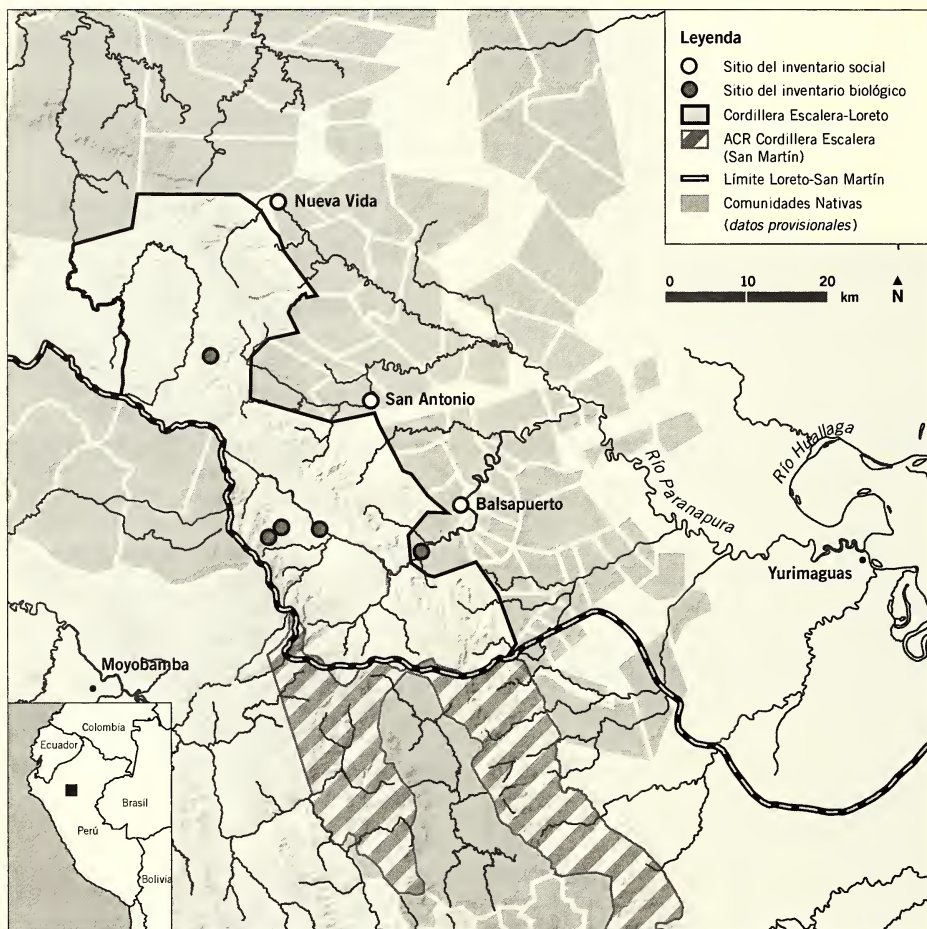 Leyenda
Sitio del inventario social
Sitio del inventario biológico
Cordillera Escalera-Loreto
ACR Cordillera Escalera
(San Martín)
Límite Loreto-San Martín
Comunidades Nativas
(datos provisionales)
0 10 20
km
N
Nueva Vida
San Antonio
Balsapuerto
Río Paranapura
Río Huallaga
Yurimaguas
Moyobamba
Colombia
Ecuador
Brasil
Perú
Bolivia